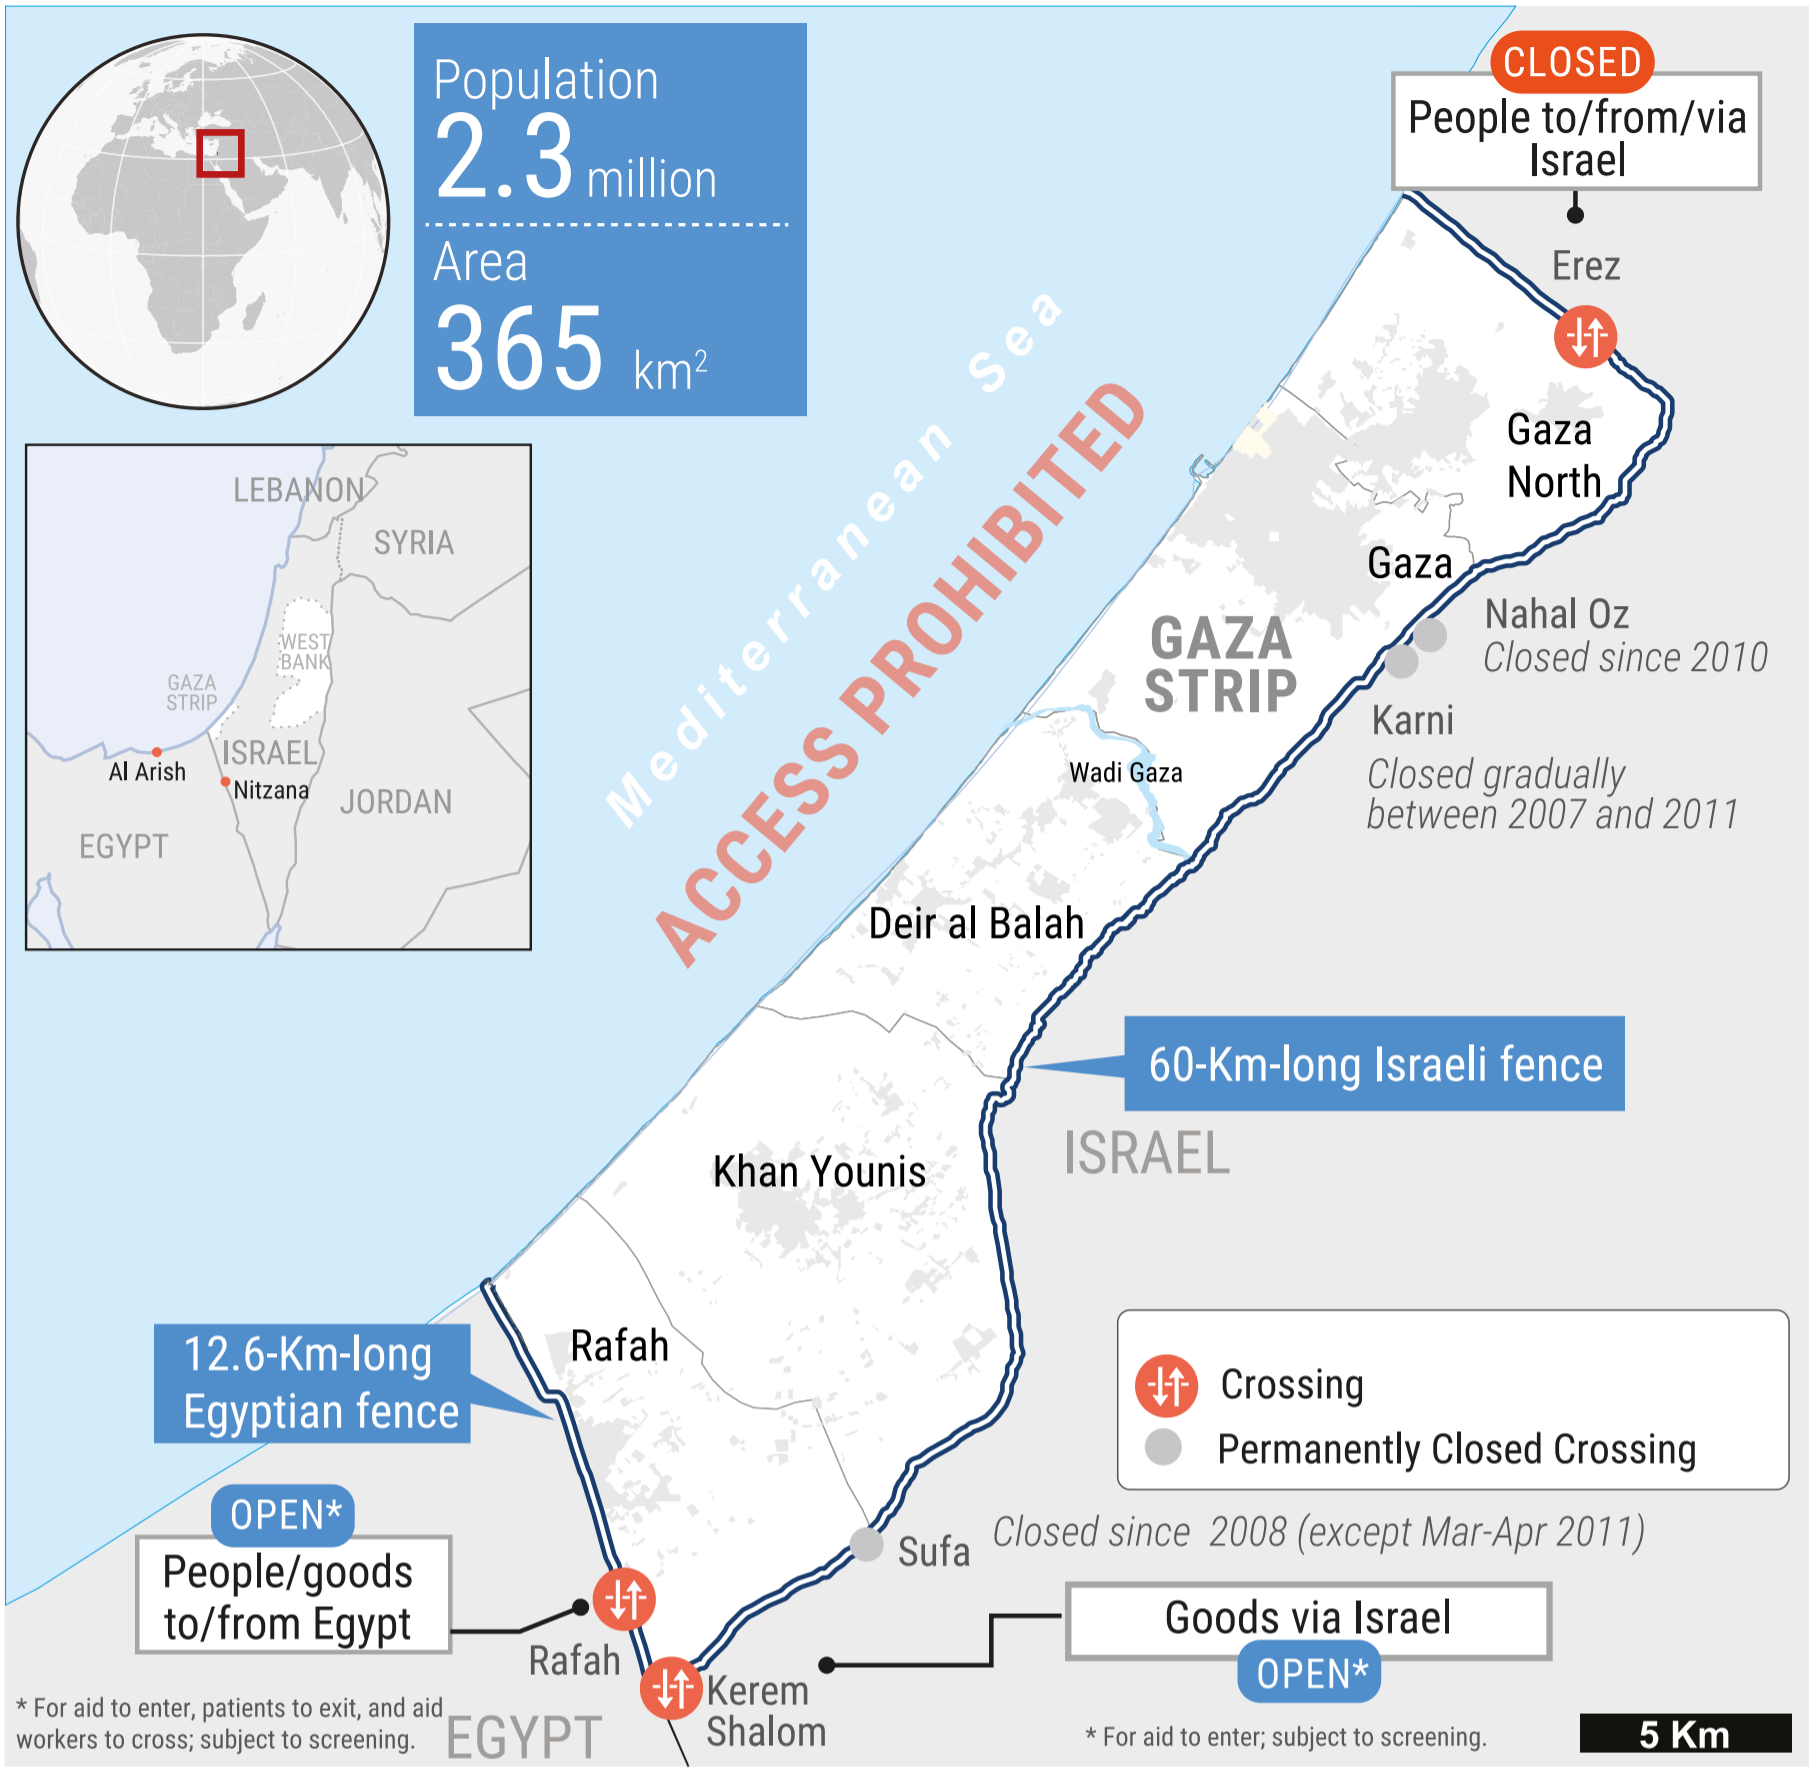 Population
2.3 million
Area
365 km²
CLOSED
People to/from/via
Israel
Erez
Mediterranean Sea
ACCESS PROHIBITED
Gaza
North
Gaza
GAZA
STRIP
Nahal Oz
Closed since 2010
Karni
Closed gradually
between 2007 and 2011
Wadi Gaza
LEBANON
SYRIA
WEST
BANK
GAZA
STRIP
ISRAEL
Al Arish
Nitzana
JORDAN
EGYPT
Deir al Balah
60-Km-long Israeli fence
ISRAEL
Khan Younis
Rafah
12.6-Km-long
Egyptian fence
Crossing
Permanently Closed Crossing
OPEN*
People/goods
to/from Egypt
Rafah
Sufa
Closed since 2008 (except Mar-Apr 2011)
Goods via Israel
OPEN*
Kerem
Shalom
EGYPT
* For aid to enter, patients to exit, and aid
workers to cross; subject to screening.
* For aid to enter; subject to screening.
5 Km